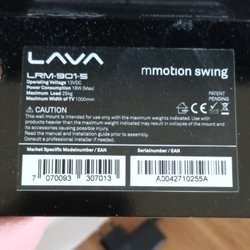 LAVA
LRM-901-S
mmotion swing
Operating Voltage 12VDC
Power Consumption 16W (Max)
Maximum Load 25kg
Maximum Width of TV 1000mm
PATENT
PENDING
⚠ CAUTION
This wall mount is intended for use only with the maximum weights indicated. Use with
products heavier than the maximum weight indicated may result in collapse of the mount and
its accessories causing possible injury.
Read the manual and installation guide prior to assembly.
Consult a professional installer if needed.
Market Specific Modelnumber / EAN
Serialnumber / EAN
7 070093 307013
A0042710255A